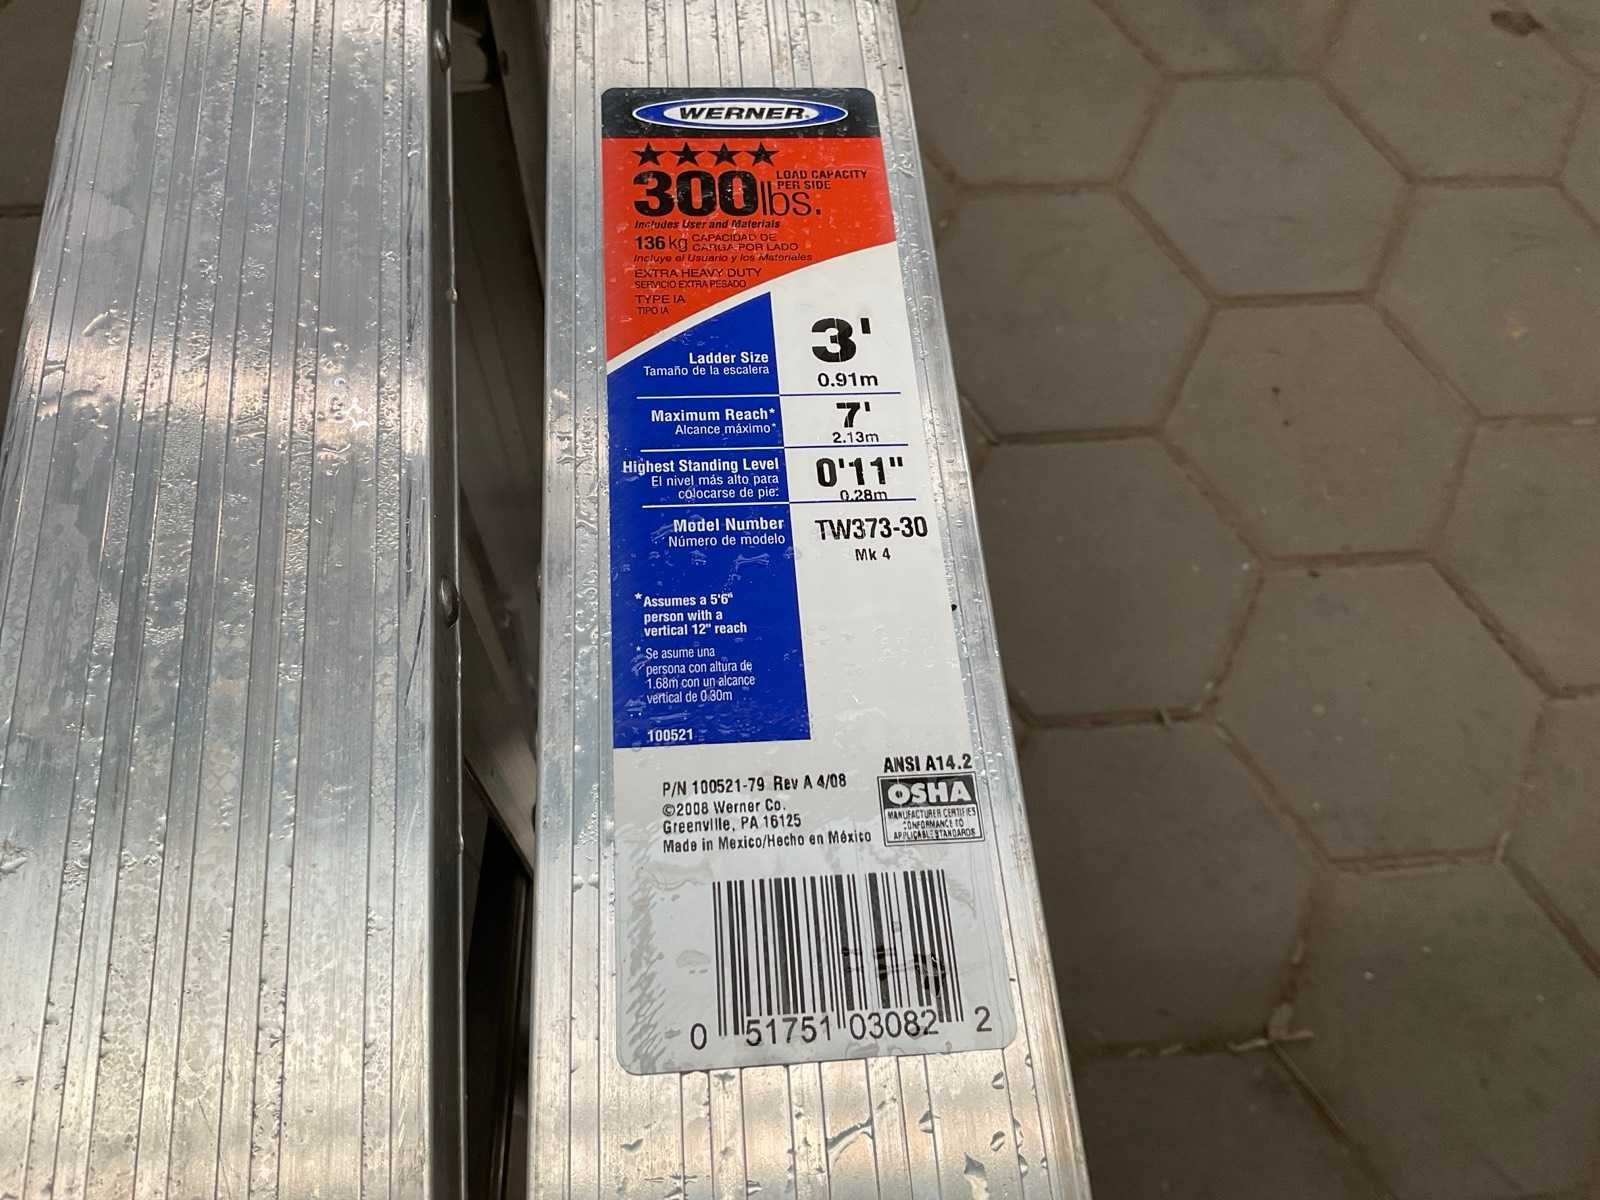 WERNER
300 lbs. LOAD CAPACITY
PER SIDE
Includes User and Materials
136 kg CAPACIDAD DE
CARGA POR LADO
Incluye el Usuario y los Materiales
EXTRA HEAVY DUTY
SERVICIO EXTRA PESADO
TYPE IA
TIPO IA
Ladder Size 3'
Tamaño de la escalera 0.91m
Maximum Reach* 7'
Alcance máximo* 2.13m
Highest Standing Level 0'11"
El nivel más alto para
colocarse de pie: 0.28m
Model Number TW373-30
Número de modelo Mk 4
*Assumes a 5'6"
person with a
vertical 12" reach
* Se asume una
persona con altura de
1.68m con un alcance
vertical de 0.30m
100521
ANSI A14.2
OSHA
MANUFACTURER CERTIFIES
CONFORMANCE TO
APPLICABLE STANDARDS
P/N 100521-79 Rev A 4/08
©2008 Werner Co.
Greenville, PA 16125
Made in Mexico/Hecho en México
0 51751 03082 2